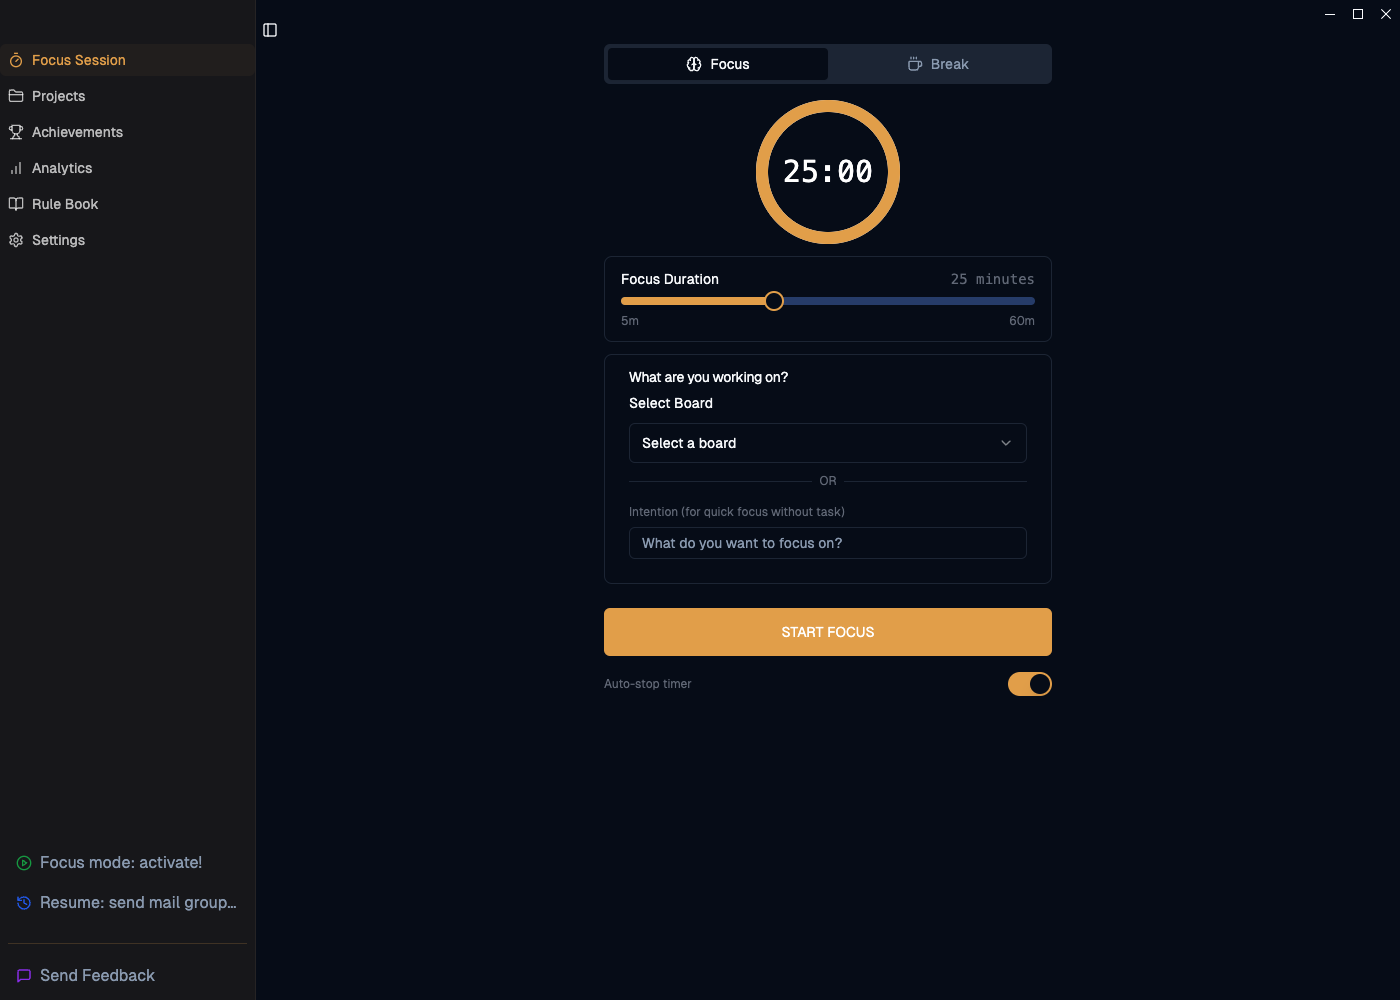 Focus Session
Projects
Achievements
Analytics
Rule Book
Settings
Focus mode: activate!
Resume: send mail group...
Send Feedback
Focus
Break
25:00
Focus Duration
25 minutes
5m
60m
What are you working on?
Select Board
Select a board
OR
Intention (for quick focus without task)
What do you want to focus on?
START FOCUS
Auto-stop timer